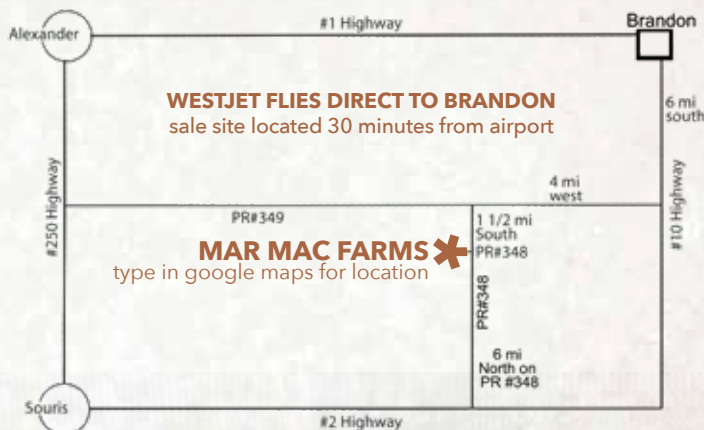 Alexander
#1 Highway
Brandon
WESTJET FLIES DIRECT TO BRANDON
sale site located 30 minutes from airport
6 mi
south
#250 Highway
#10 Highway
4 mi
west
PR#349
1 1/2 mi
South
PR#348
MAR MAC FARMS
type in google maps for location
PR#348
6 mi
North on
PR #348
Souris
#2 Highway